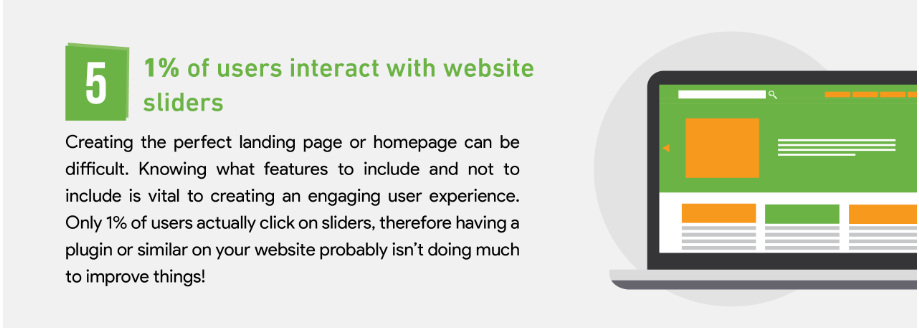 5
1% of users interact with website
sliders
Creating the perfect landing page or homepage can be
difficult. Knowing what features to include and not to
include is vital to creating an engaging user experience.
Only 1% of users actually click on sliders, therefore having a
plugin or similar on your website probably isn't doing much
to improve things!